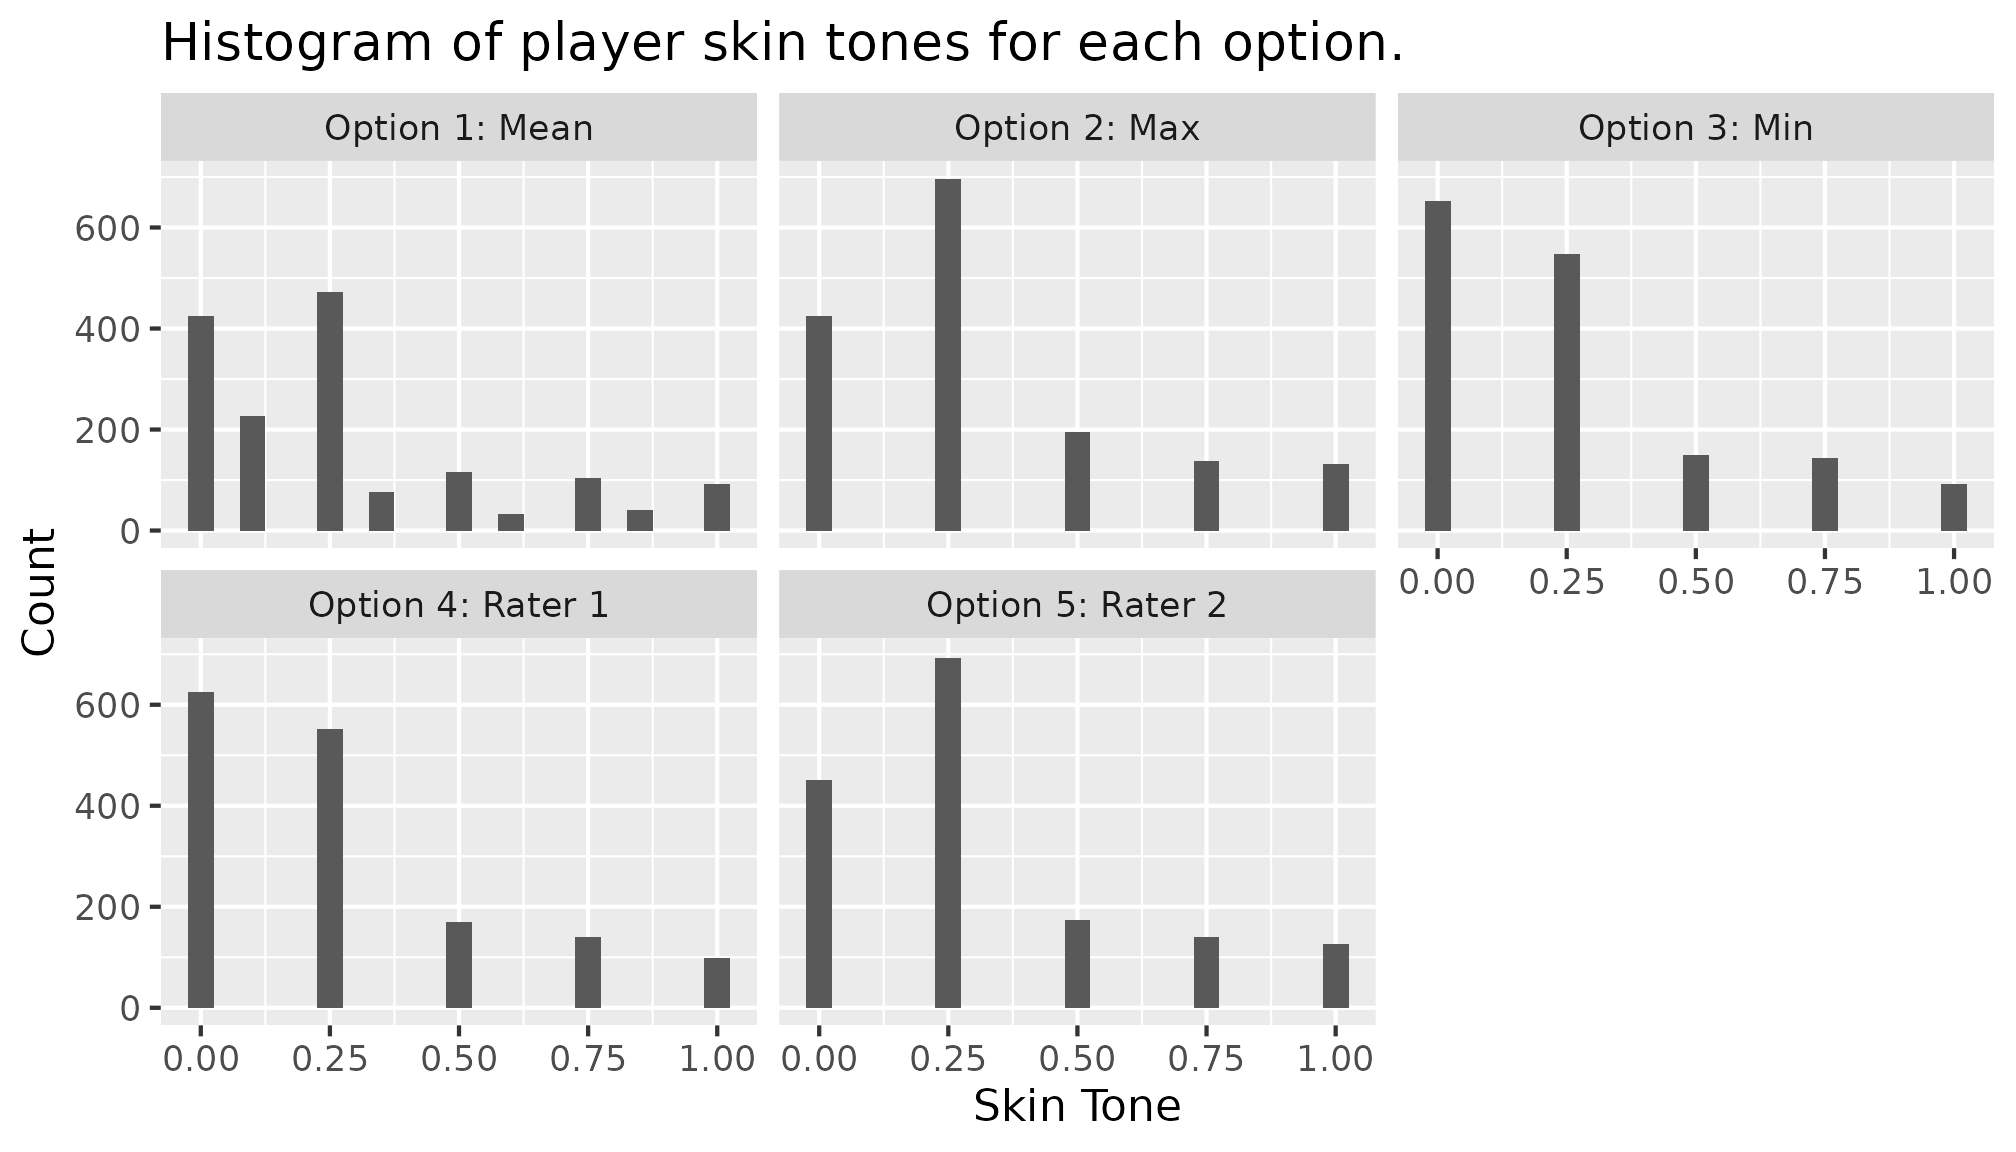 Histogram of player skin tones for each option.
Option 1: Mean
Option 2: Max
Option 3: Min
600
400
200
0
0.00 0.25 0.50 0.75 1.00
Count
Option 4: Rater 1
Option 5: Rater 2
600
400
200
0
0.00 0.25 0.50 0.75 1.00
0.00 0.25 0.50 0.75 1.00
Skin Tone